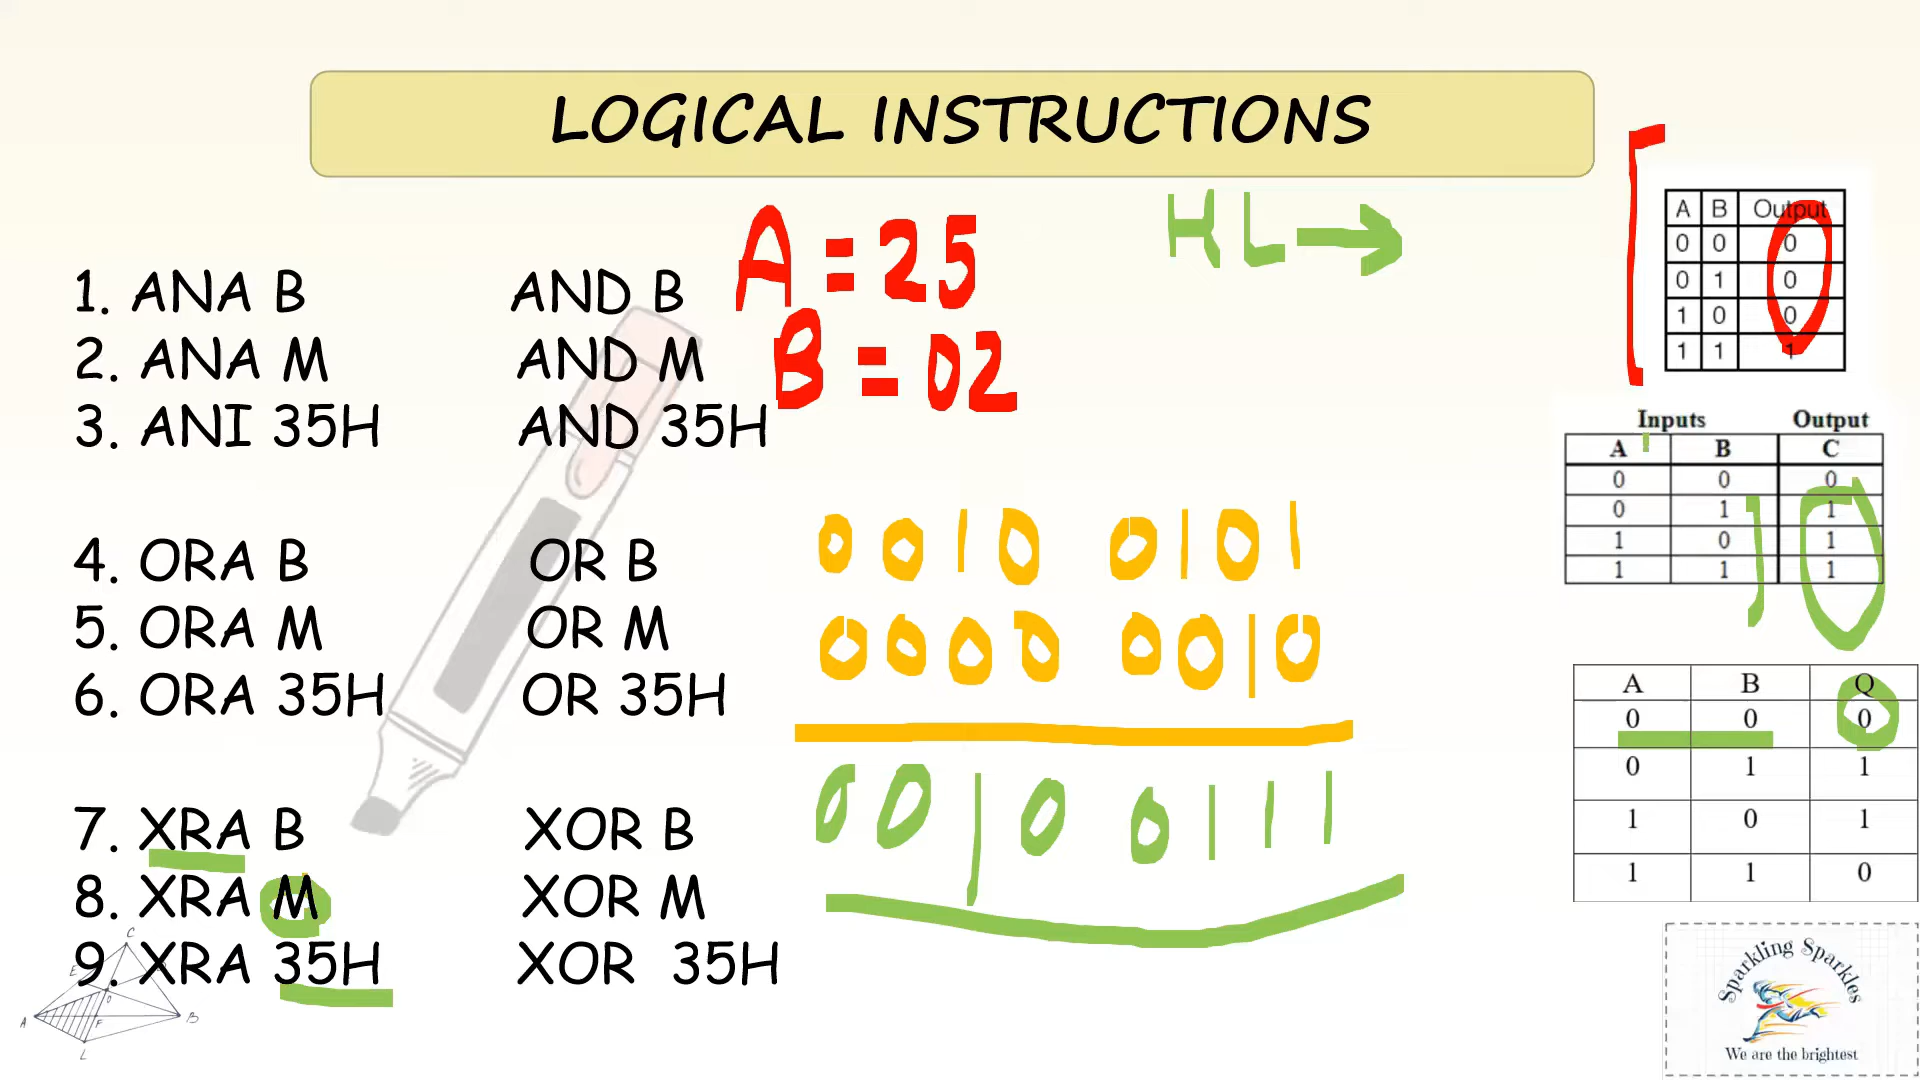 LOGICAL INSTRUCTIONS
HL→
A = 25
B = 02
1. ANA B AND B
2. ANA M AND M
3. ANI 35H AND 35H
4. ORA B OR B
5. ORA M OR M
6. ORA 35H OR 35H
7. XRA B XOR B
8. XRA M XOR M
9. XRA 35H XOR 35H
0010 0101
0000 0010
0010 0111
A B Output
0 0 0
0 1 0
1 0 0
1 1 1
Inputs Output
A B C
0 0 0
0 1 1
1 0 1
1 1 1
A B Q
0 0 0
0 1 1
1 0 1
1 1 0
C
E
O
A F B
L
Sparkling Sparkles
We are the brightest